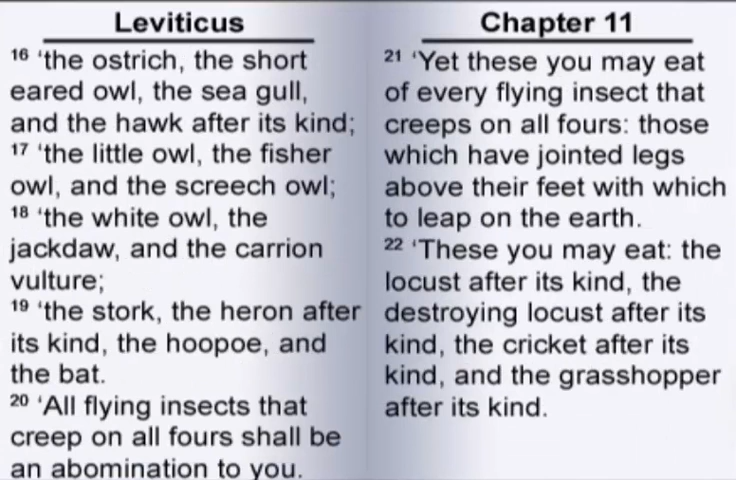 Leviticus
16 ‘the ostrich, the short
eared owl, the sea gull,
and the hawk after its kind;
17 ‘the little owl, the fisher
owl, and the screech owl;
18 ‘the white owl, the
jackdaw, and the carrion
vulture;
19 ‘the stork, the heron after
its kind, the hoopoe, and
the bat.
20 ‘All flying insects that
creep on all fours shall be
an abomination to you.
Chapter 11
21 ‘Yet these you may eat
of every flying insect that
creeps on all fours: those
which have jointed legs
above their feet with which
to leap on the earth.
22 ‘These you may eat: the
locust after its kind, the
destroying locust after its
kind, the cricket after its
kind, and the grasshopper
after its kind.